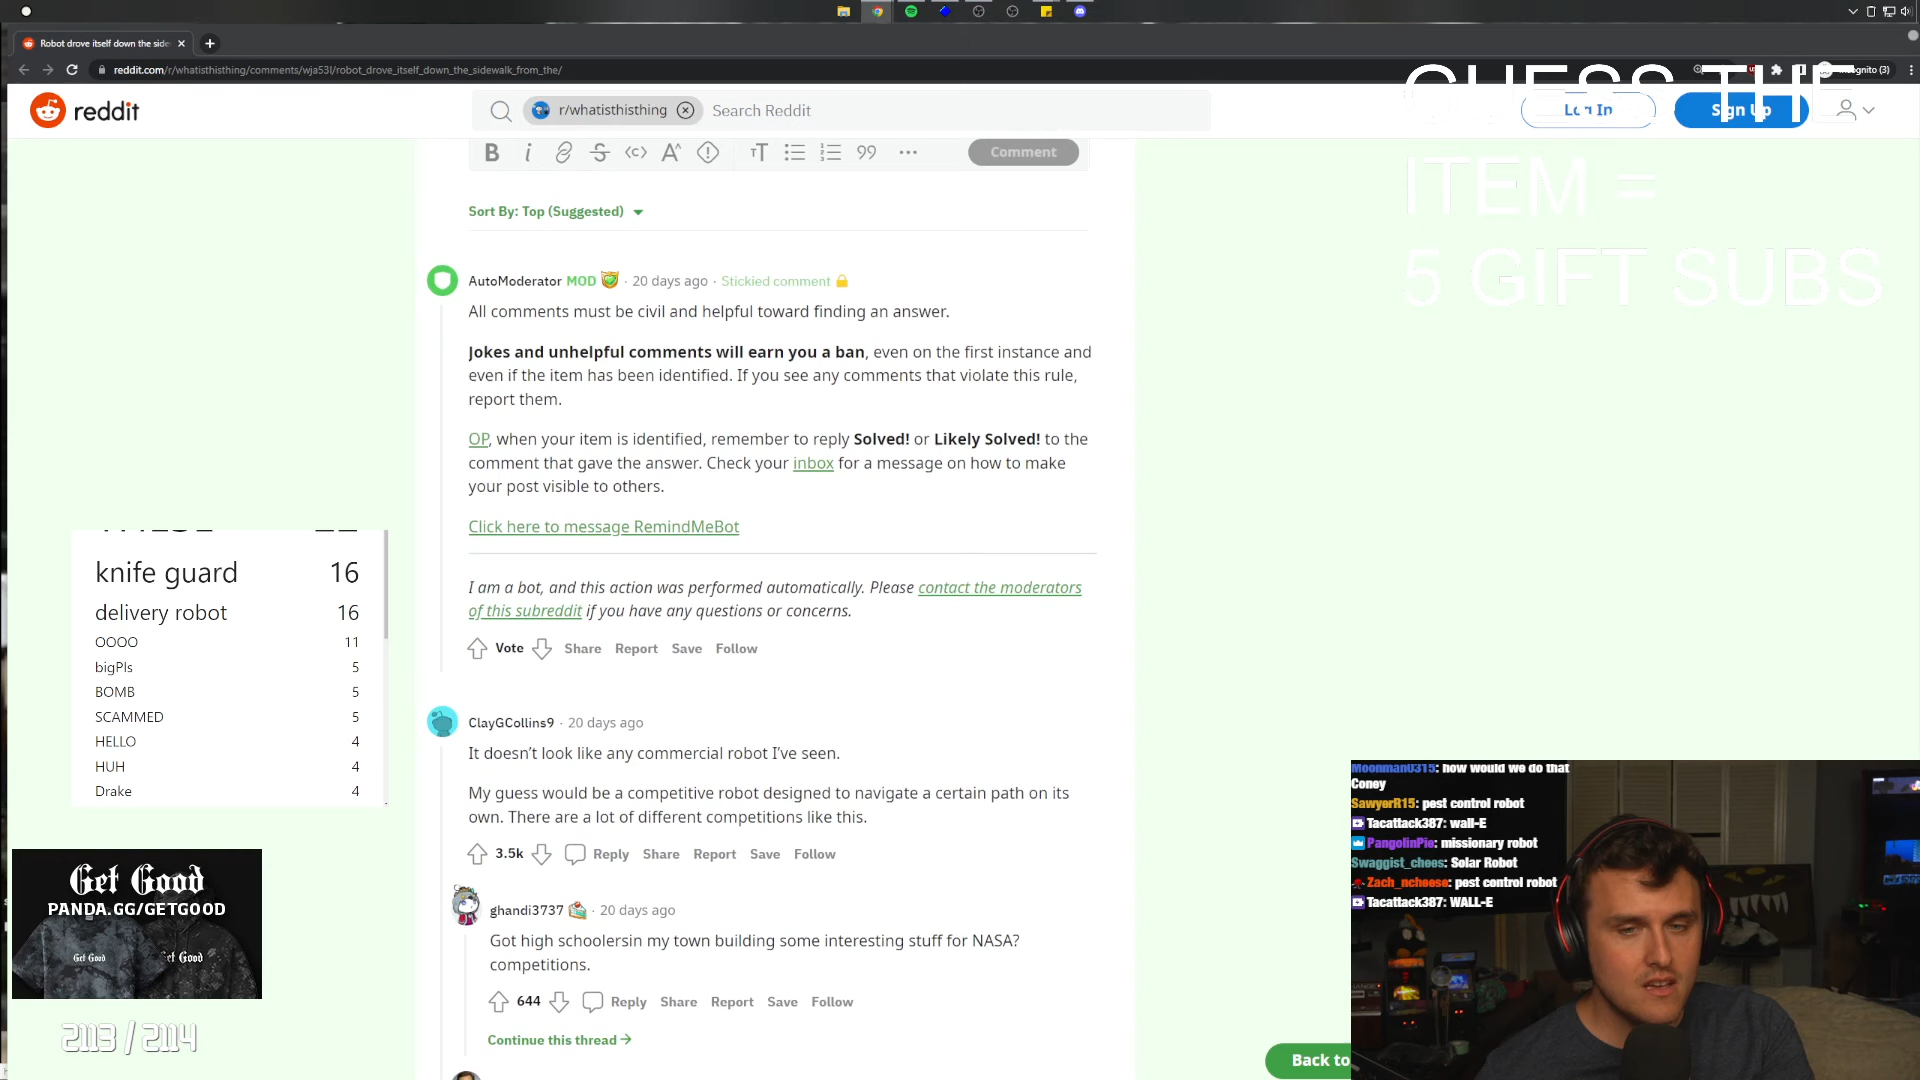 Robot drove itself down the side
reddit.com/r/whatisthisthing/comments/wja53l/robot_drove_itself_down_the_sidewalk_from_the/
reddit
r/whatisthisthing
Search Reddit
Log In
Sign Up
ITEM =
5 GIFT SUBS
Comment
Sort By: Top (Suggested)
AutoModerator MOD · 20 days ago · Stickied comment
All comments must be civil and helpful toward finding an answer.
Jokes and unhelpful comments will earn you a ban, even on the first instance and
even if the item has been identified. If you see any comments that violate this rule,
report them.
OP, when your item is identified, remember to reply Solved! or Likely Solved! to the
comment that gave the answer. Check your inbox for a message on how to make
your post visible to others.
Click here to message RemindMeBot
I am a bot, and this action was performed automatically. Please contact the moderators
of this subreddit if you have any questions or concerns.
Vote Share Report Save Follow
ClayGCollins9 · 20 days ago
It doesn't look like any commercial robot I've seen.
My guess would be a competitive robot designed to navigate a certain path on its
own. There are a lot of different competitions like this.
3.5k Reply Share Report Save Follow
ghandi3737 · 20 days ago
Got high schoolersin my town building some interesting stuff for NASA?
competitions.
644 Reply Share Report Save Follow
Continue this thread
Back to
knife guard 16
delivery robot 16
OOOO 11
bigPls 5
BOMB 5
SCAMMED 5
HELLO 4
HUH 4
Drake 4
Get Good
PANDA.GG/GETGOOD
Get Good
Get Good
2113 / 2114
Moonman0315: how would we do that
Coney
SawyerR15: pest control robot
Tacattack387: wall-E
PangolinPie: missionary robot
Swaggist_chees: Solar Robot
Zach_ncheese: pest control robot
Tacattack387: WALL-E